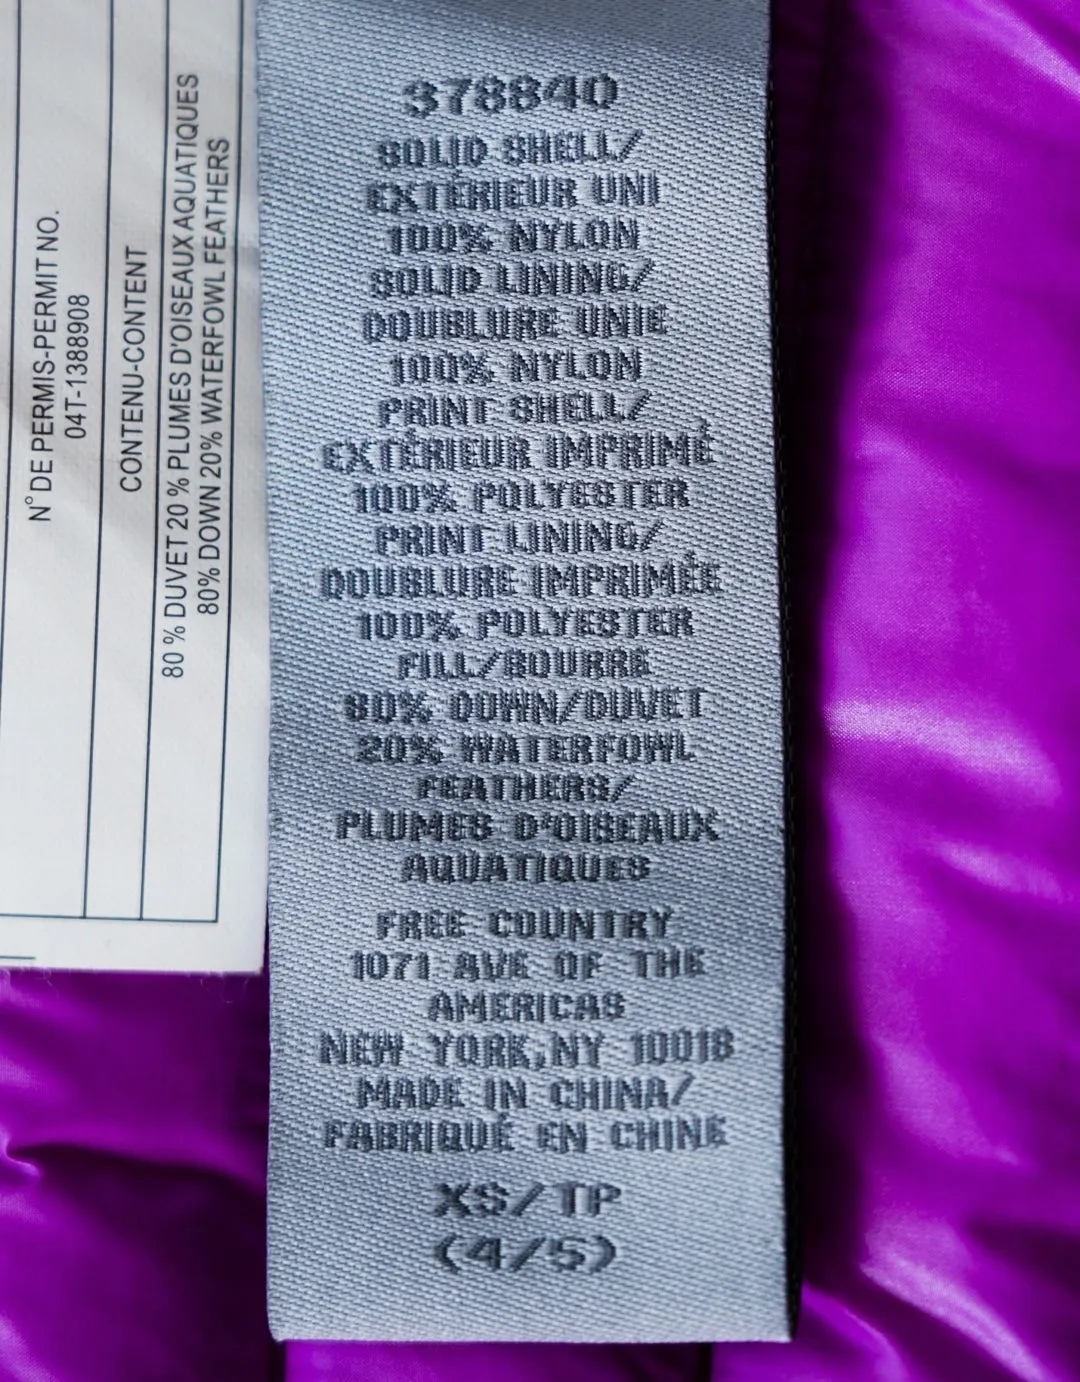 N° DE PERMIS-PERMIT NO.
04T-1388908
CONTENU-CONTENT
80 % DUVET 20 % PLUMES D'OISEAUX AQUATIQUES
80% DOWN 20% WATERFOWL FEATHERS
378840
SOLID SHELL/
EXTÉRIEUR UNI
100% NYLON
SOLID LINING/
DOUBLURE UNIE
100% NYLON
PRINT SHELL/
EXTÉRIEUR IMPRIMÉ
100% POLYESTER
PRINT LINING/
DOUBLURE IMPRIMÉE
100% POLYESTER
FILL/BOURRE
80% DOWN/DUVET
20% WATERFOWL
FEATHERS/
PLUMES D'OISEAUX
AQUATIQUES
FREE COUNTRY
1071 AVE OF THE
AMERICAS
NEW YORK,NY 10018
MADE IN CHINA/
FABRIQUÉ EN CHINE
XS/TP
(4/5)